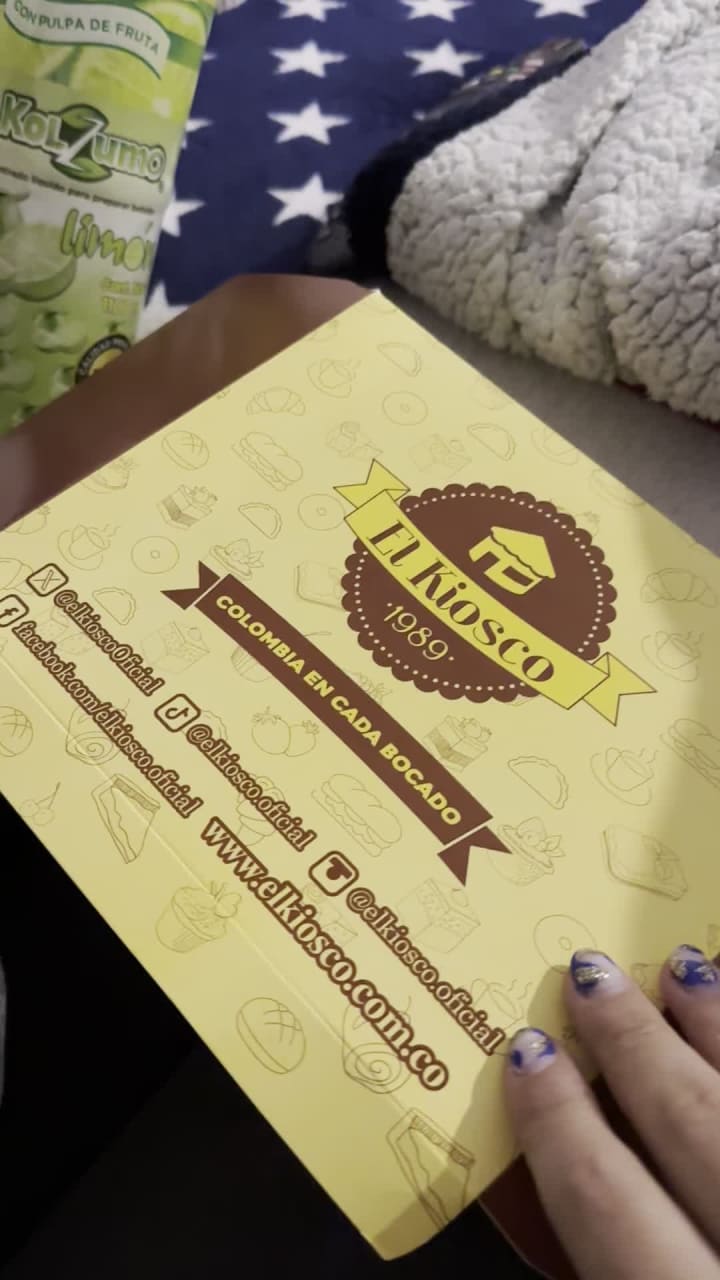 CON PULPA DE FRUTA
KolZumo
limón
El Kiosco
1989
COLOMBIA EN CADA BOCADO
@elkioscoOficial
@elkiosco.oficial
@elkiosco.oficial
facebook.com/elkiosco.oficial
www.elkiosco.com.co